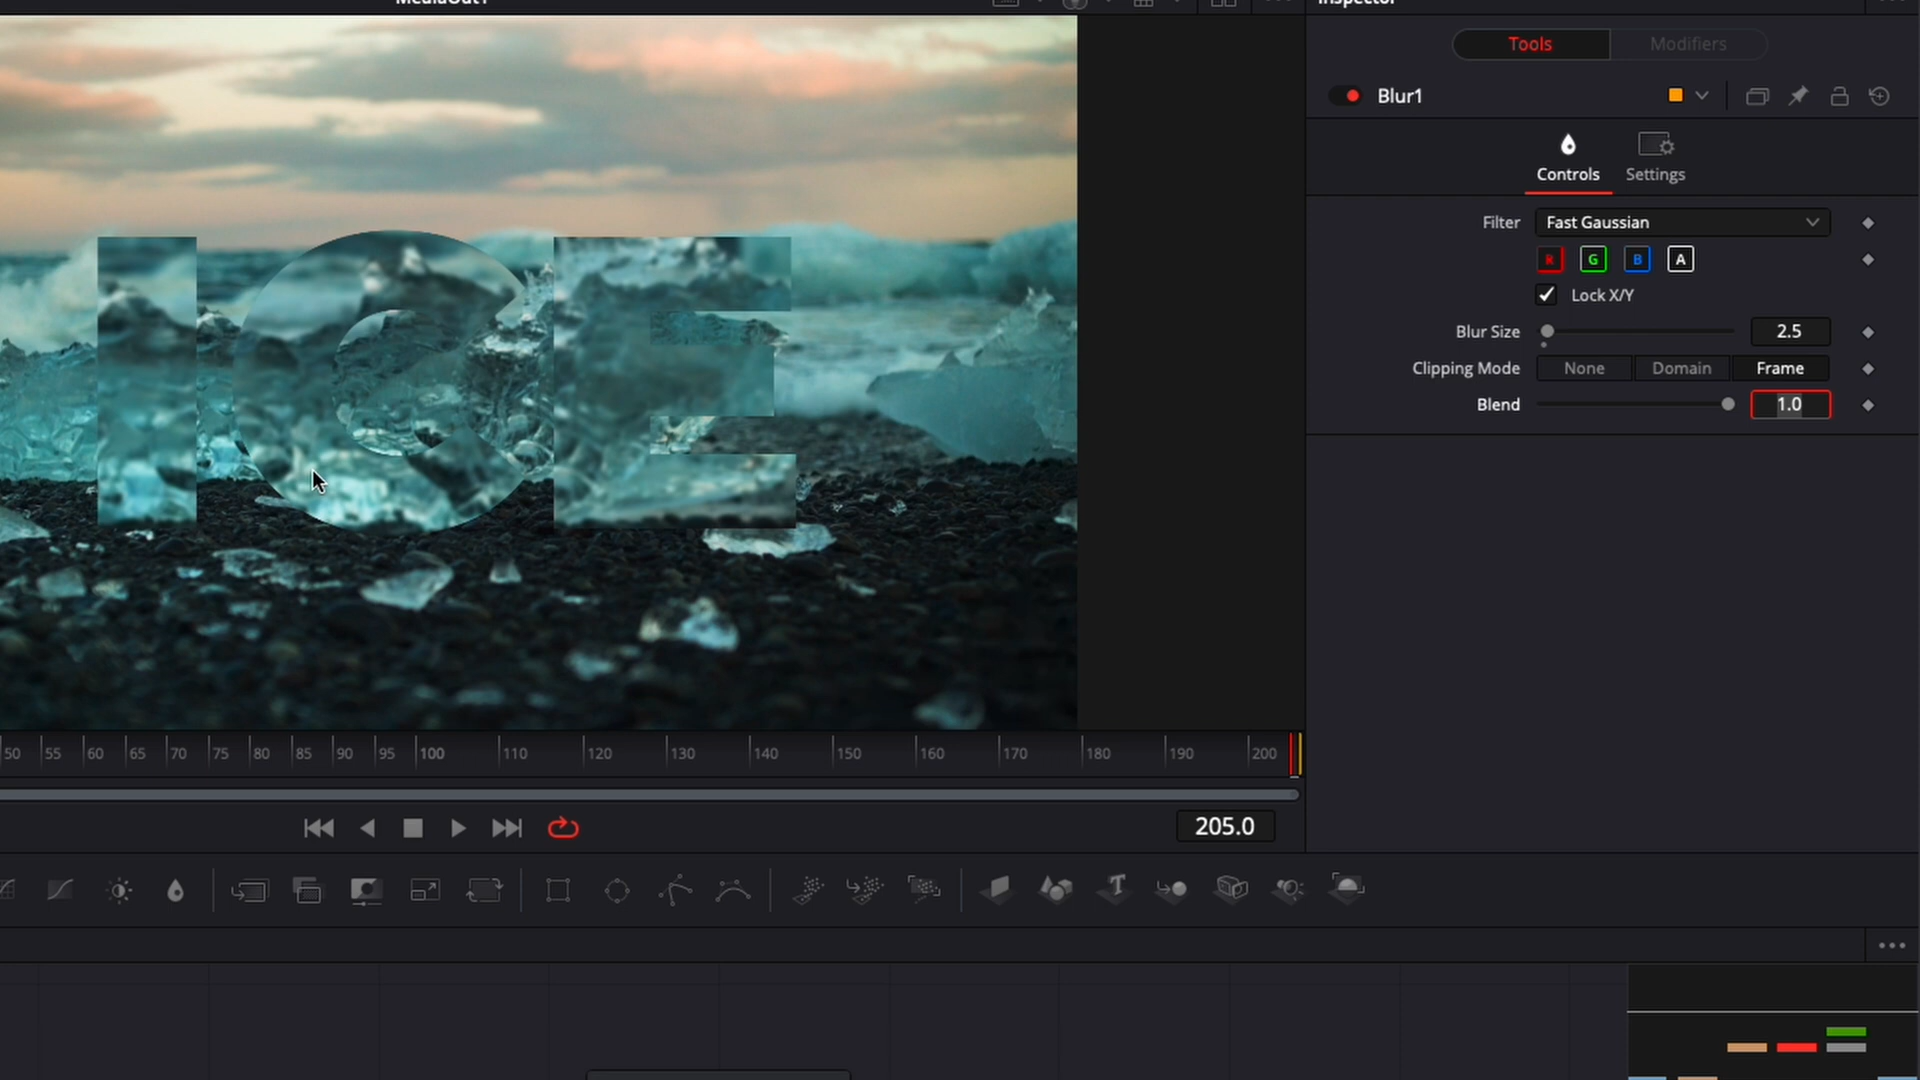 MediaOut1
Inspector
Tools
Modifiers
Blur1
Controls
Settings
Filter
Fast Gaussian
R
G
B
A
Lock X/Y
Blur Size
2.5
Clipping Mode
None
Domain
Frame
Blend
1.0
ICE
50 55 60 65 70 75 80 85 90 95 100 110 120 130 140 150 160 170 180 190 200
205.0
T